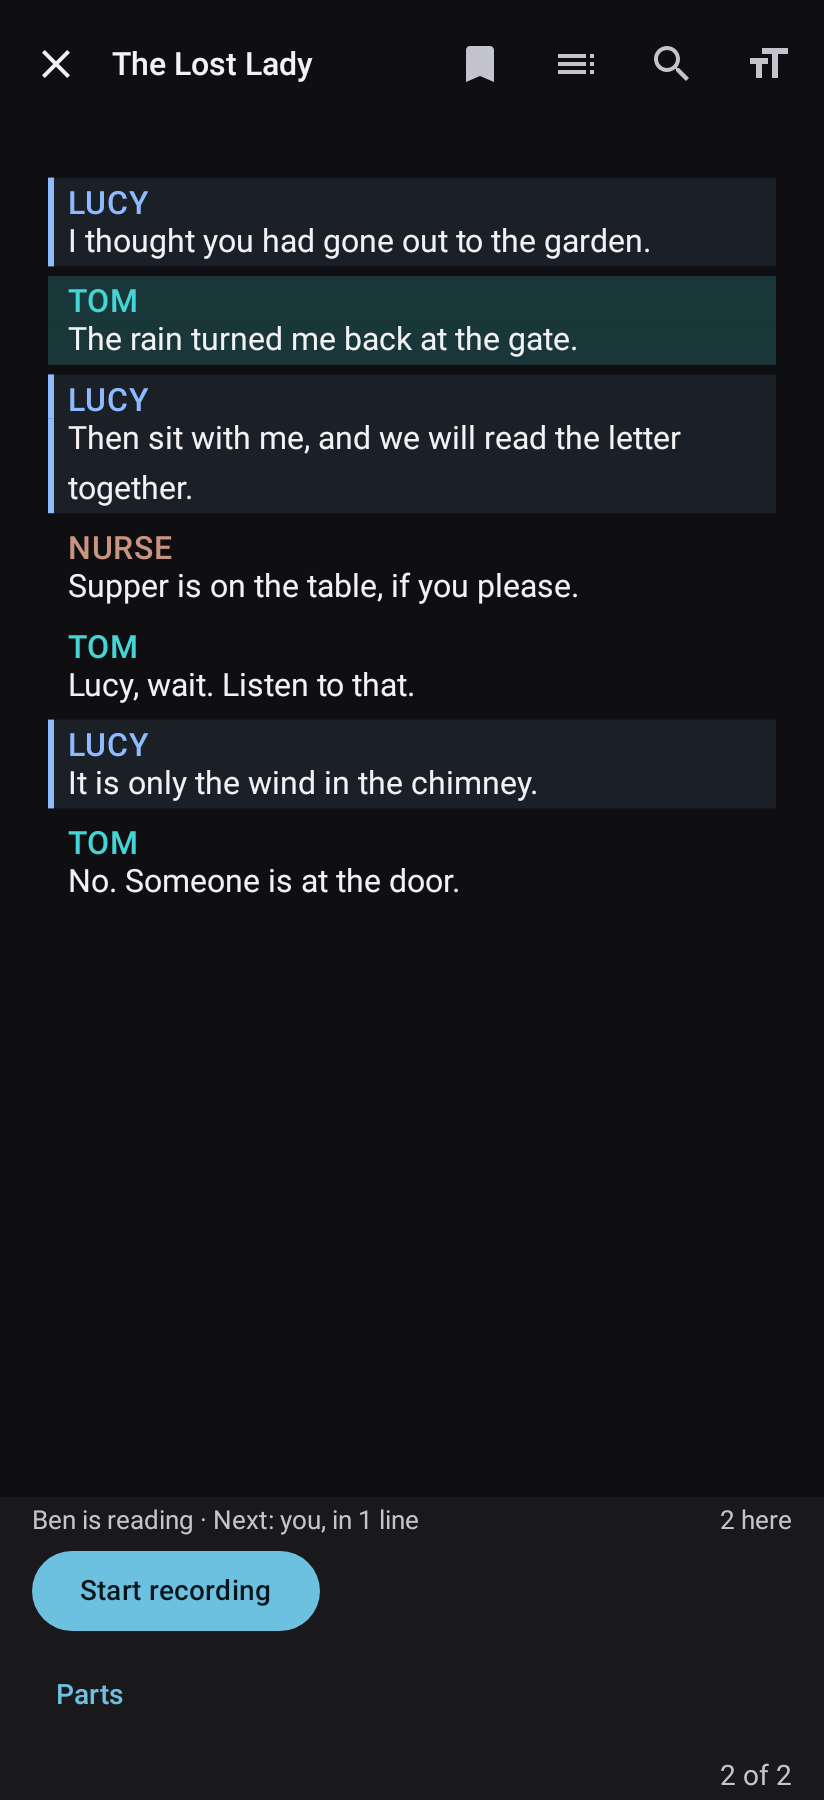 The Lost Lady
LUCY
I thought you had gone out to the garden.
TOM
The rain turned me back at the gate.
LUCY
Then sit with me, and we will read the letter
together.
NURSE
Supper is on the table, if you please.
TOM
Lucy, wait. Listen to that.
LUCY
It is only the wind in the chimney.
TOM
No. Someone is at the door.
Ben is reading · Next: you, in 1 line
2 here
Start recording
Parts
2 of 2